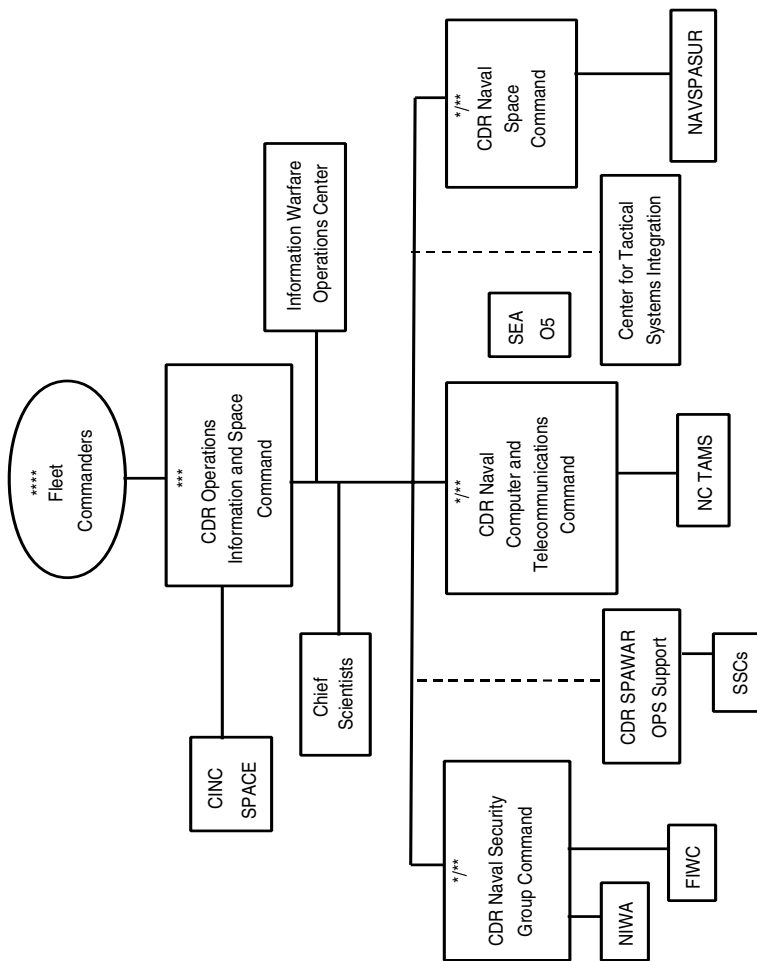 ****
Fleet
Commanders
***
CDR Operations
Information and Space
Command
CINC
SPACE
Chief
Scientists
Information Warfare
Operations Center
*/**
CDR Naval Security
Group Command
*/**
CDR Naval
Computer and
Telecommunications
Command
*/**
CDR Naval
Space
Command
SEA
O5
CDR SPAWAR
OPS Support
Center for Tactical
Systems Integration
NIWA
FIWC
SSCs
NC TAMS
NAVSPASUR